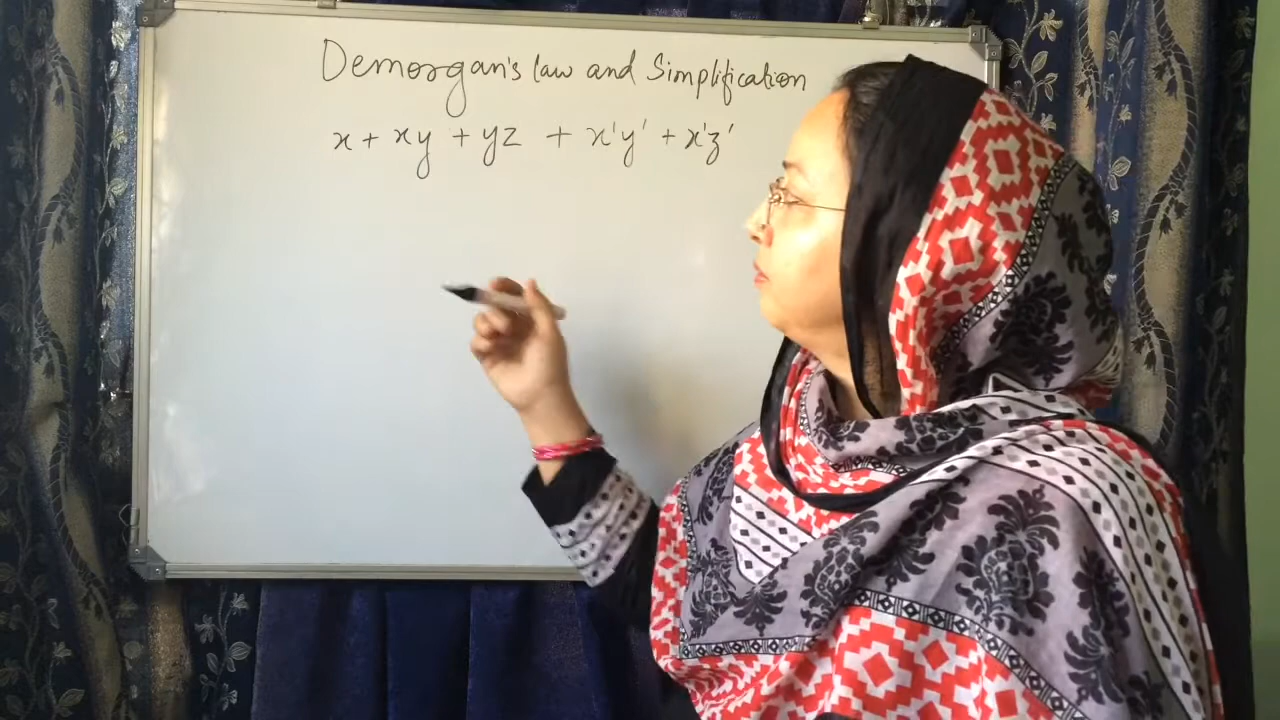 Demorgan's law and Simplification
x + xy + yz + x'y' + x'z'